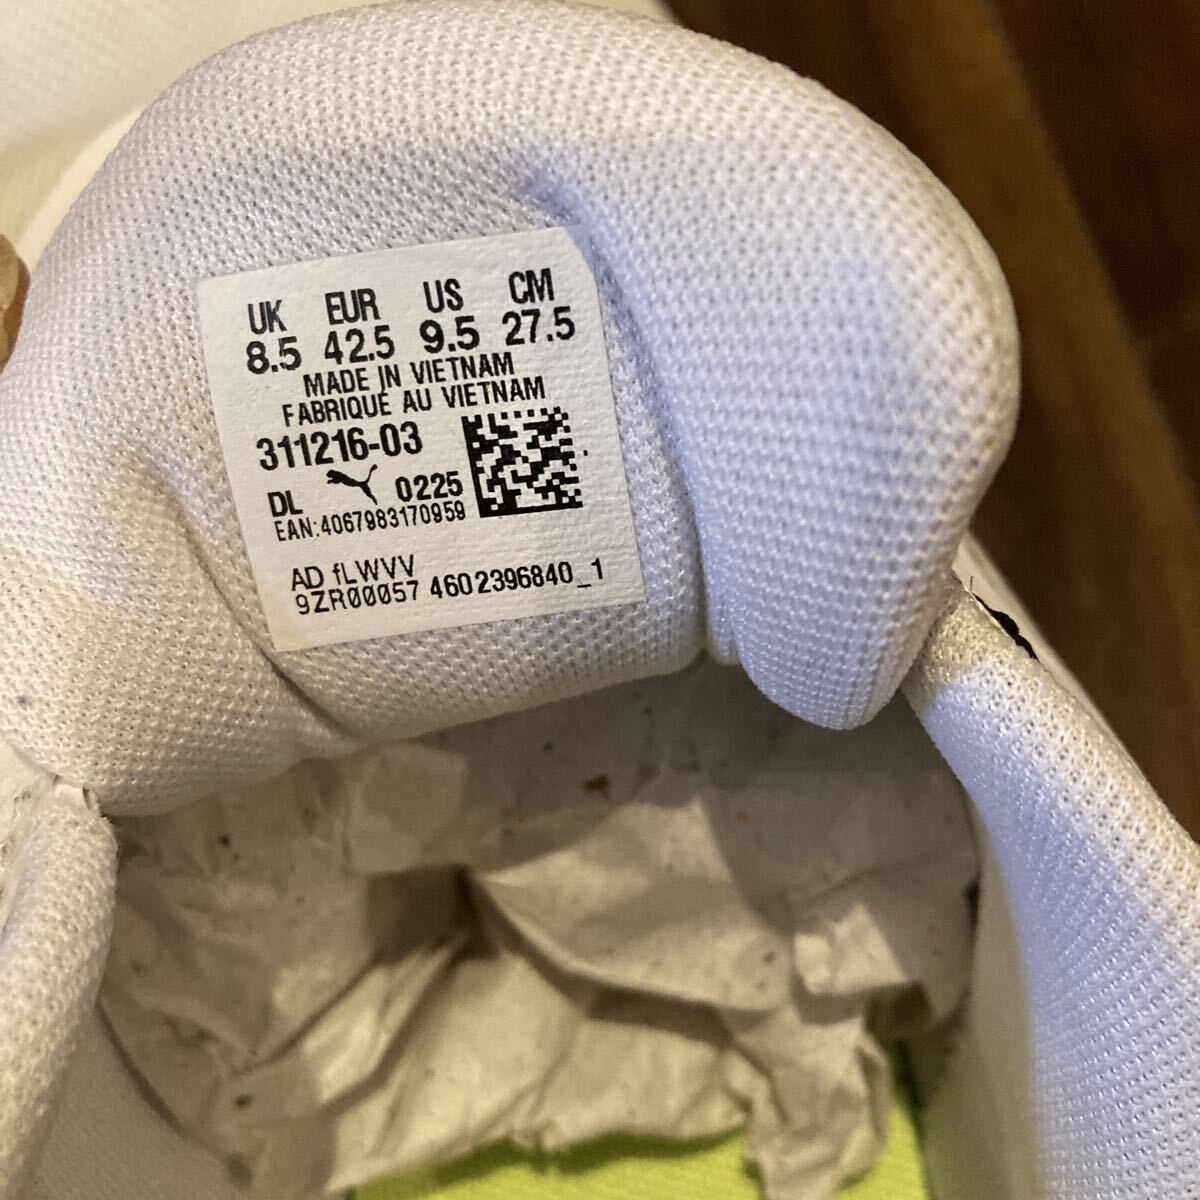 UK EUR US CM
8.5 42.5 9.5 27.5
MADE IN VIETNAM
FABRIQUÉ AU VIETNAM
311216-03
DL 0225
EAN:4067983170959
AD fLWVV
9ZR00057 4602396840_1